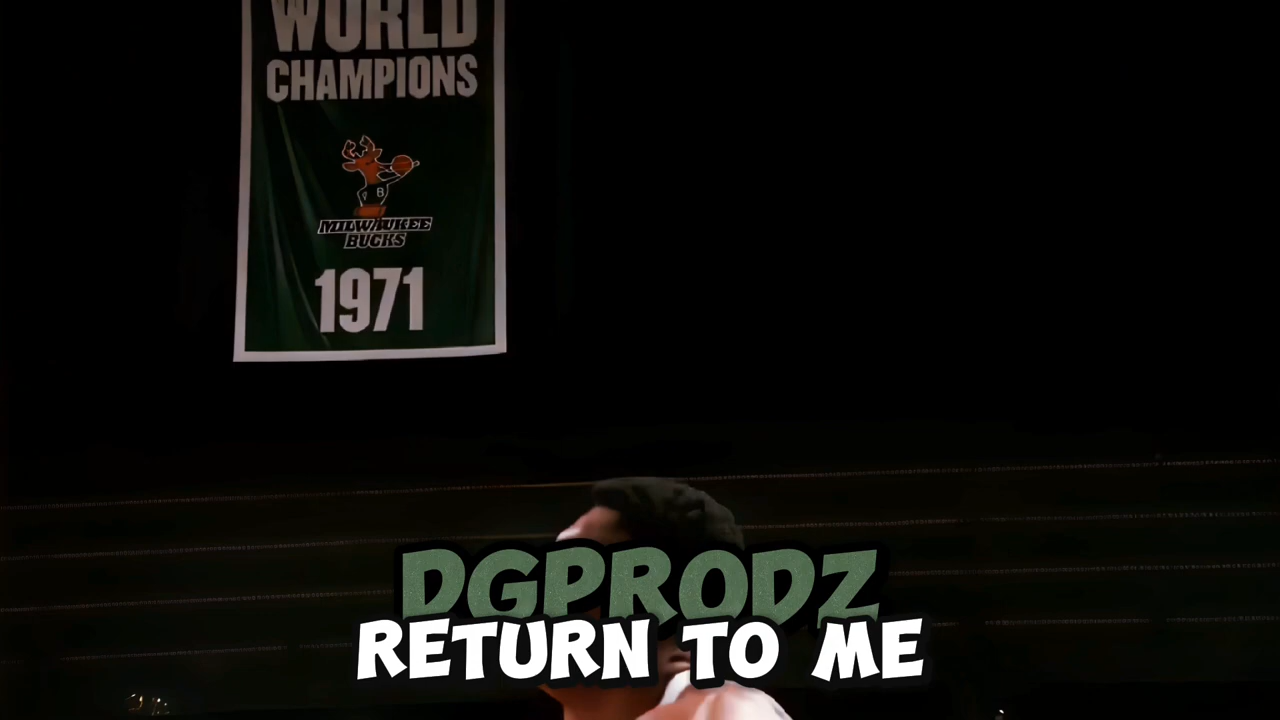 WORLD
CHAMPIONS
B
MILWAUKEE
BUCKS
1971
DGPRODZ
RETURN TO ME